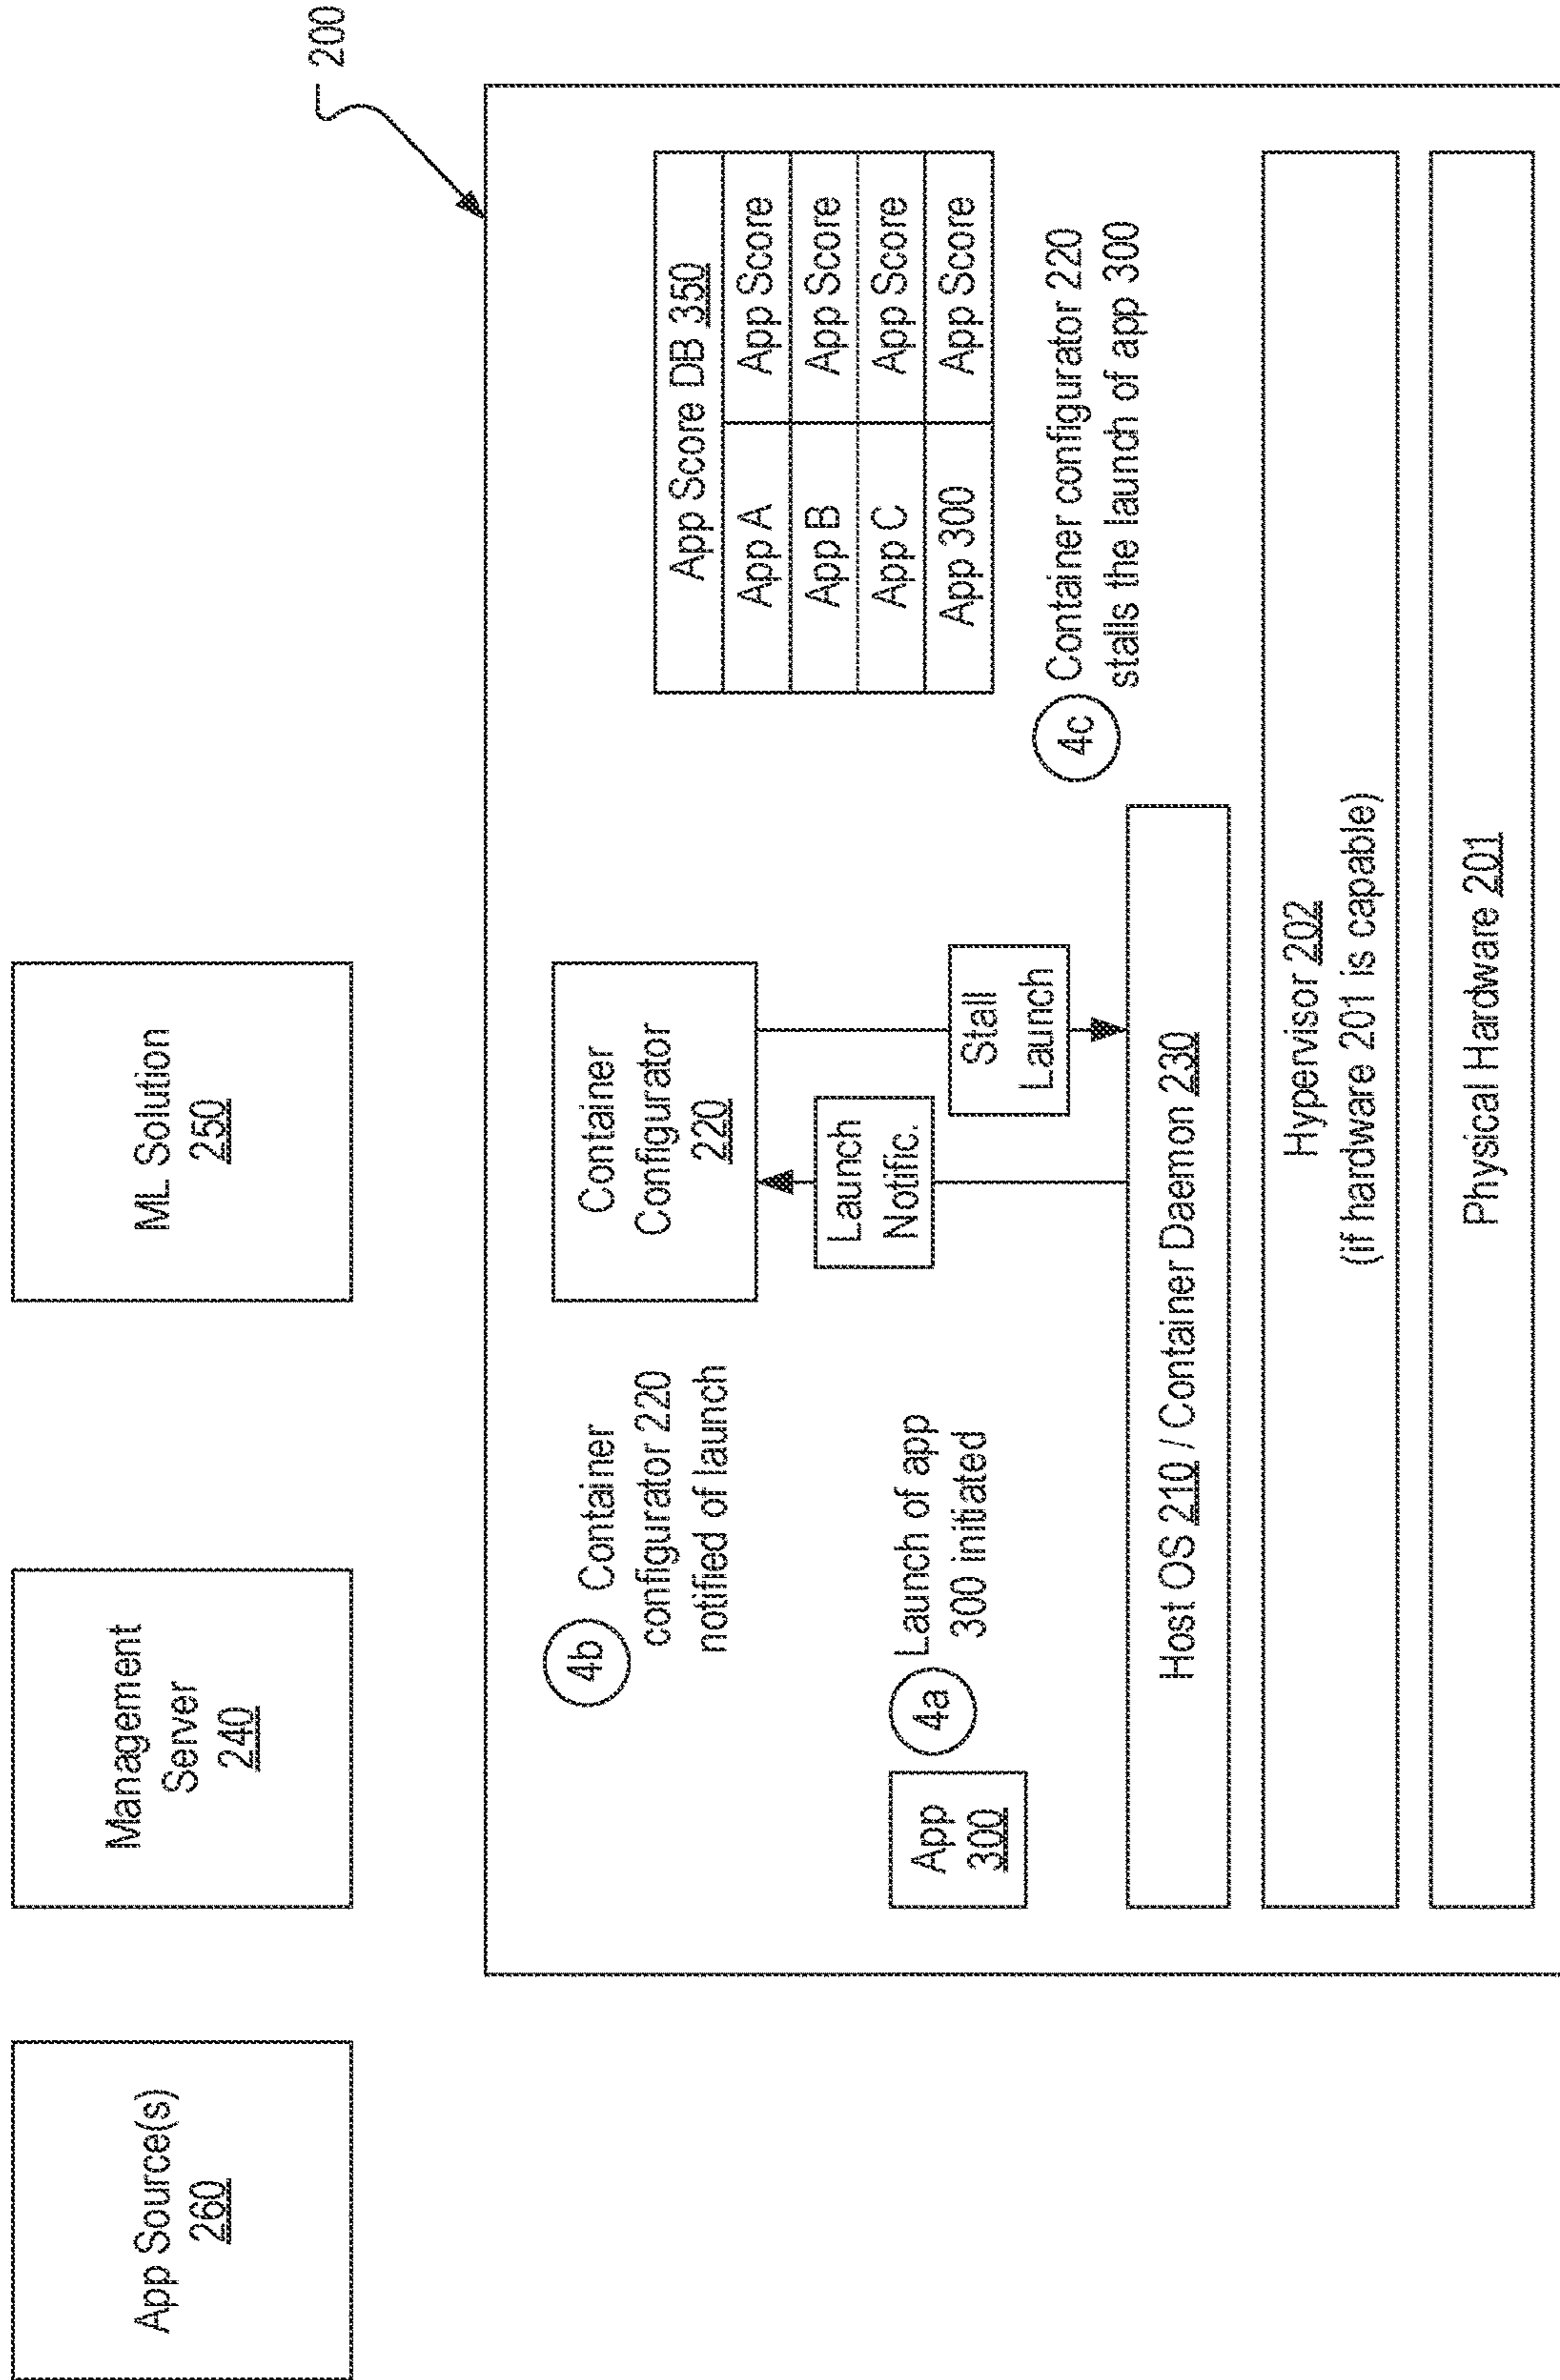 App Source(s)
260
Management
Server
240
ML Solution
250
200
4b
Container
configurator 220
notified of launch
Container
Configurator
220
App Score DB 350
App A
App Score
App B
App Score
App C
App Score
App 300
App Score
App
300
4a
Launch of app
300 initiated
Launch
Notific.
Stall
Launch
4c
Container configurator 220
stalls the launch of app 300
Host OS 210 / Container Daemon 230
Hypervisor 202
(if hardware 201 is capable)
Physical Hardware 201